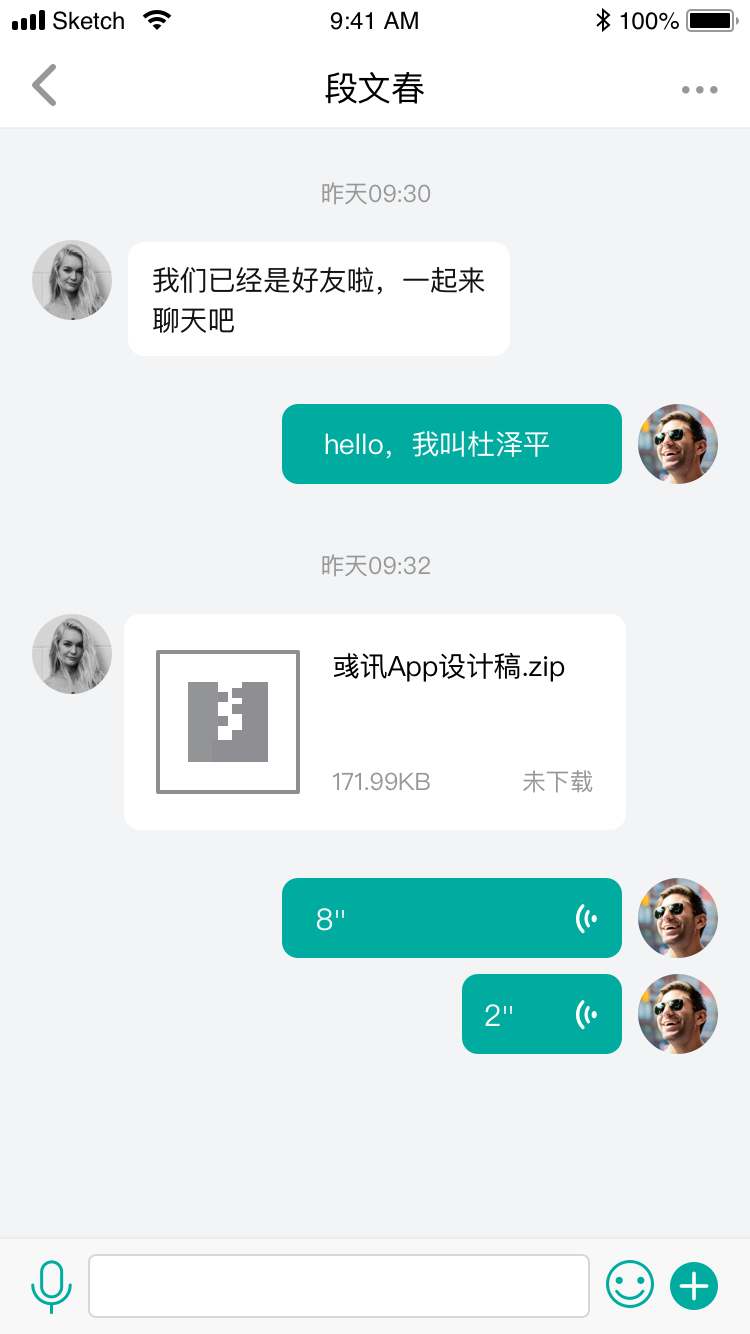 Sketch 9:41 AM 100%
段文春
昨天09:30
我们已经是好友啦，一起来
聊天吧
hello，我叫杜泽平
昨天09:32
彧讯App设计稿.zip
171.99KB 未下载
8"
2"